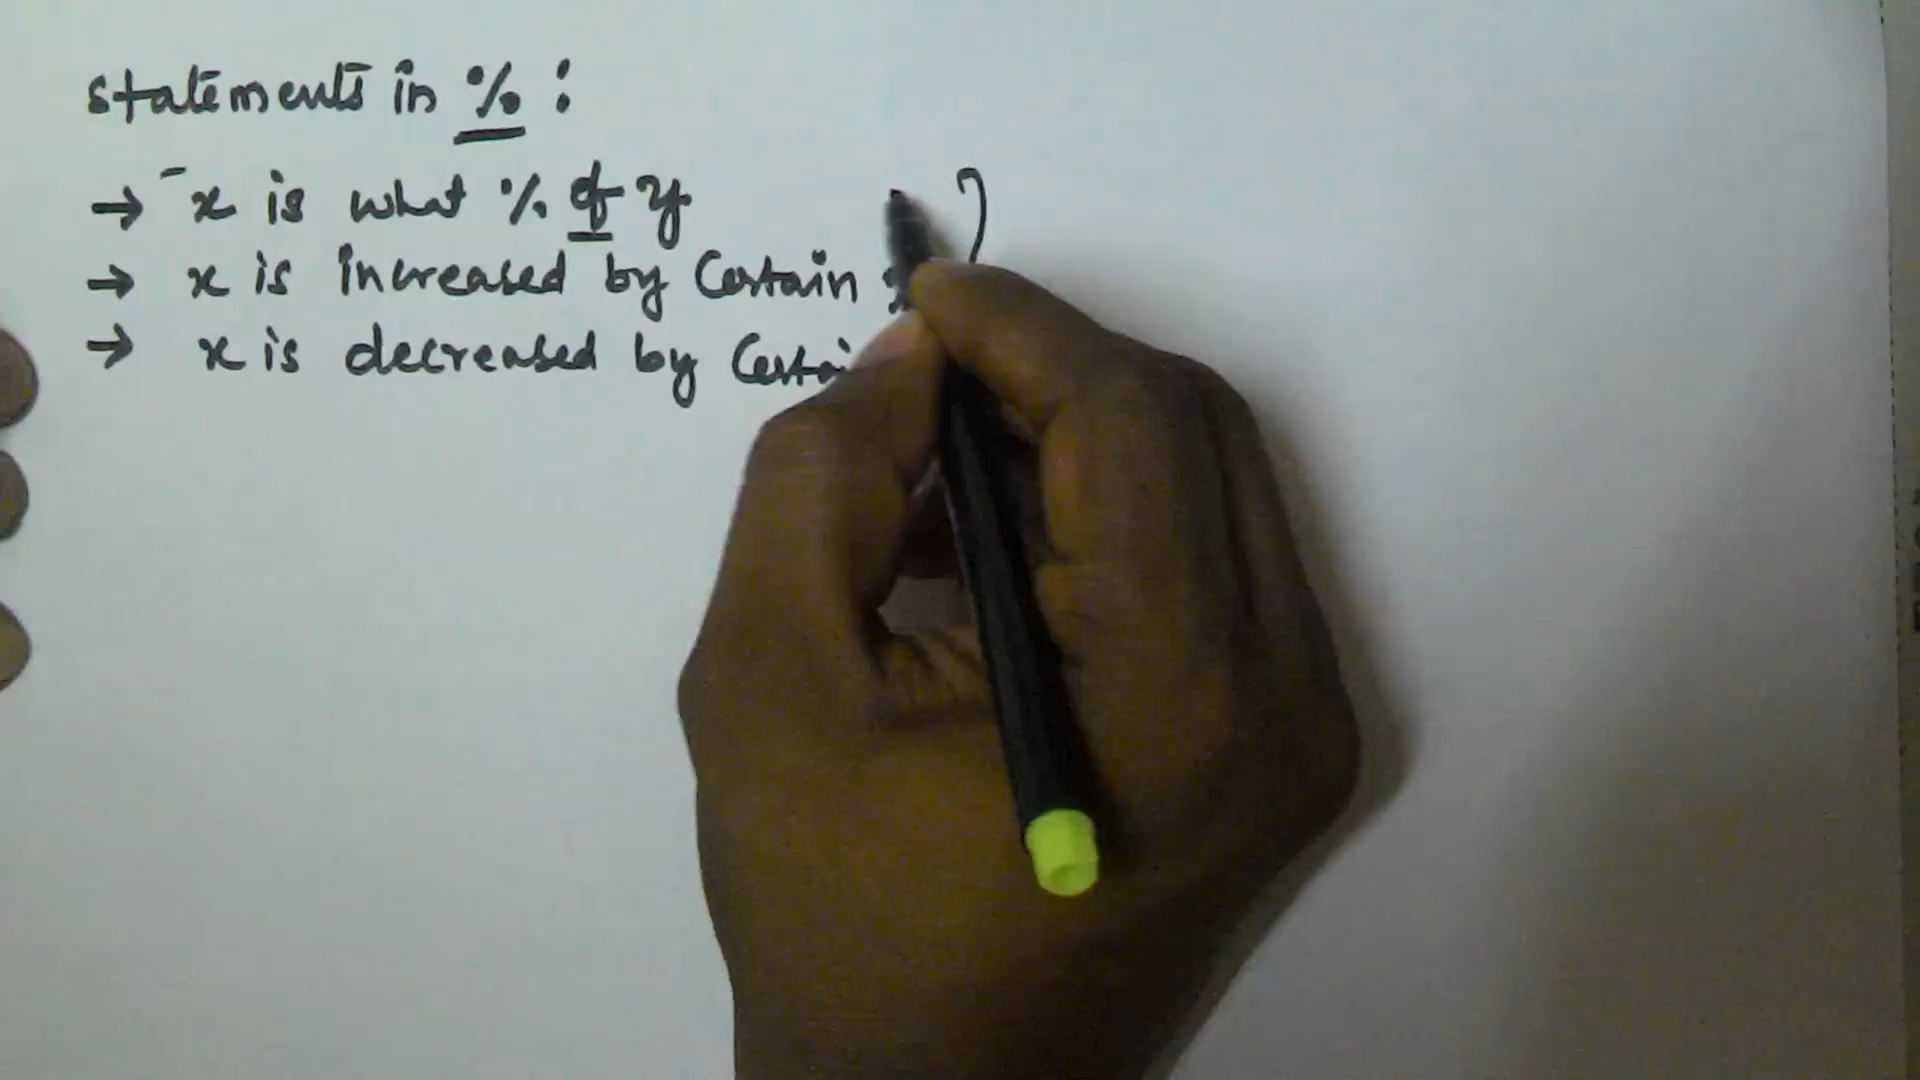 Statements in % :
→ x is what % of y
→ x is increased by Certain
→ x is decreased by